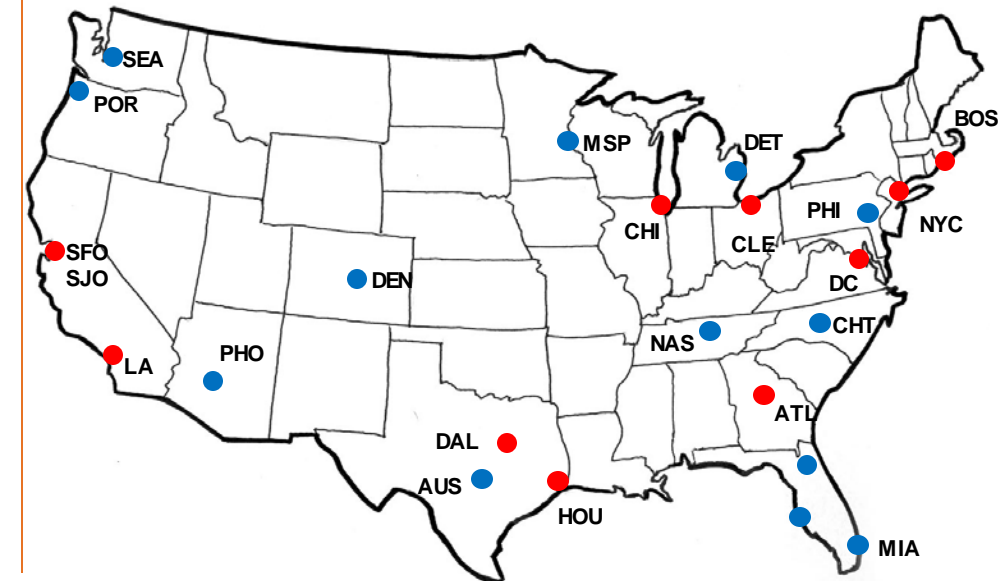 SEA
POR
BOS
MSP
DET
PHI
NYC
CHI
CLE
SFO
SJO
DC
DEN
CHT
NAS
PHO
LA
ATL
DAL
AUS
HOU
MIA